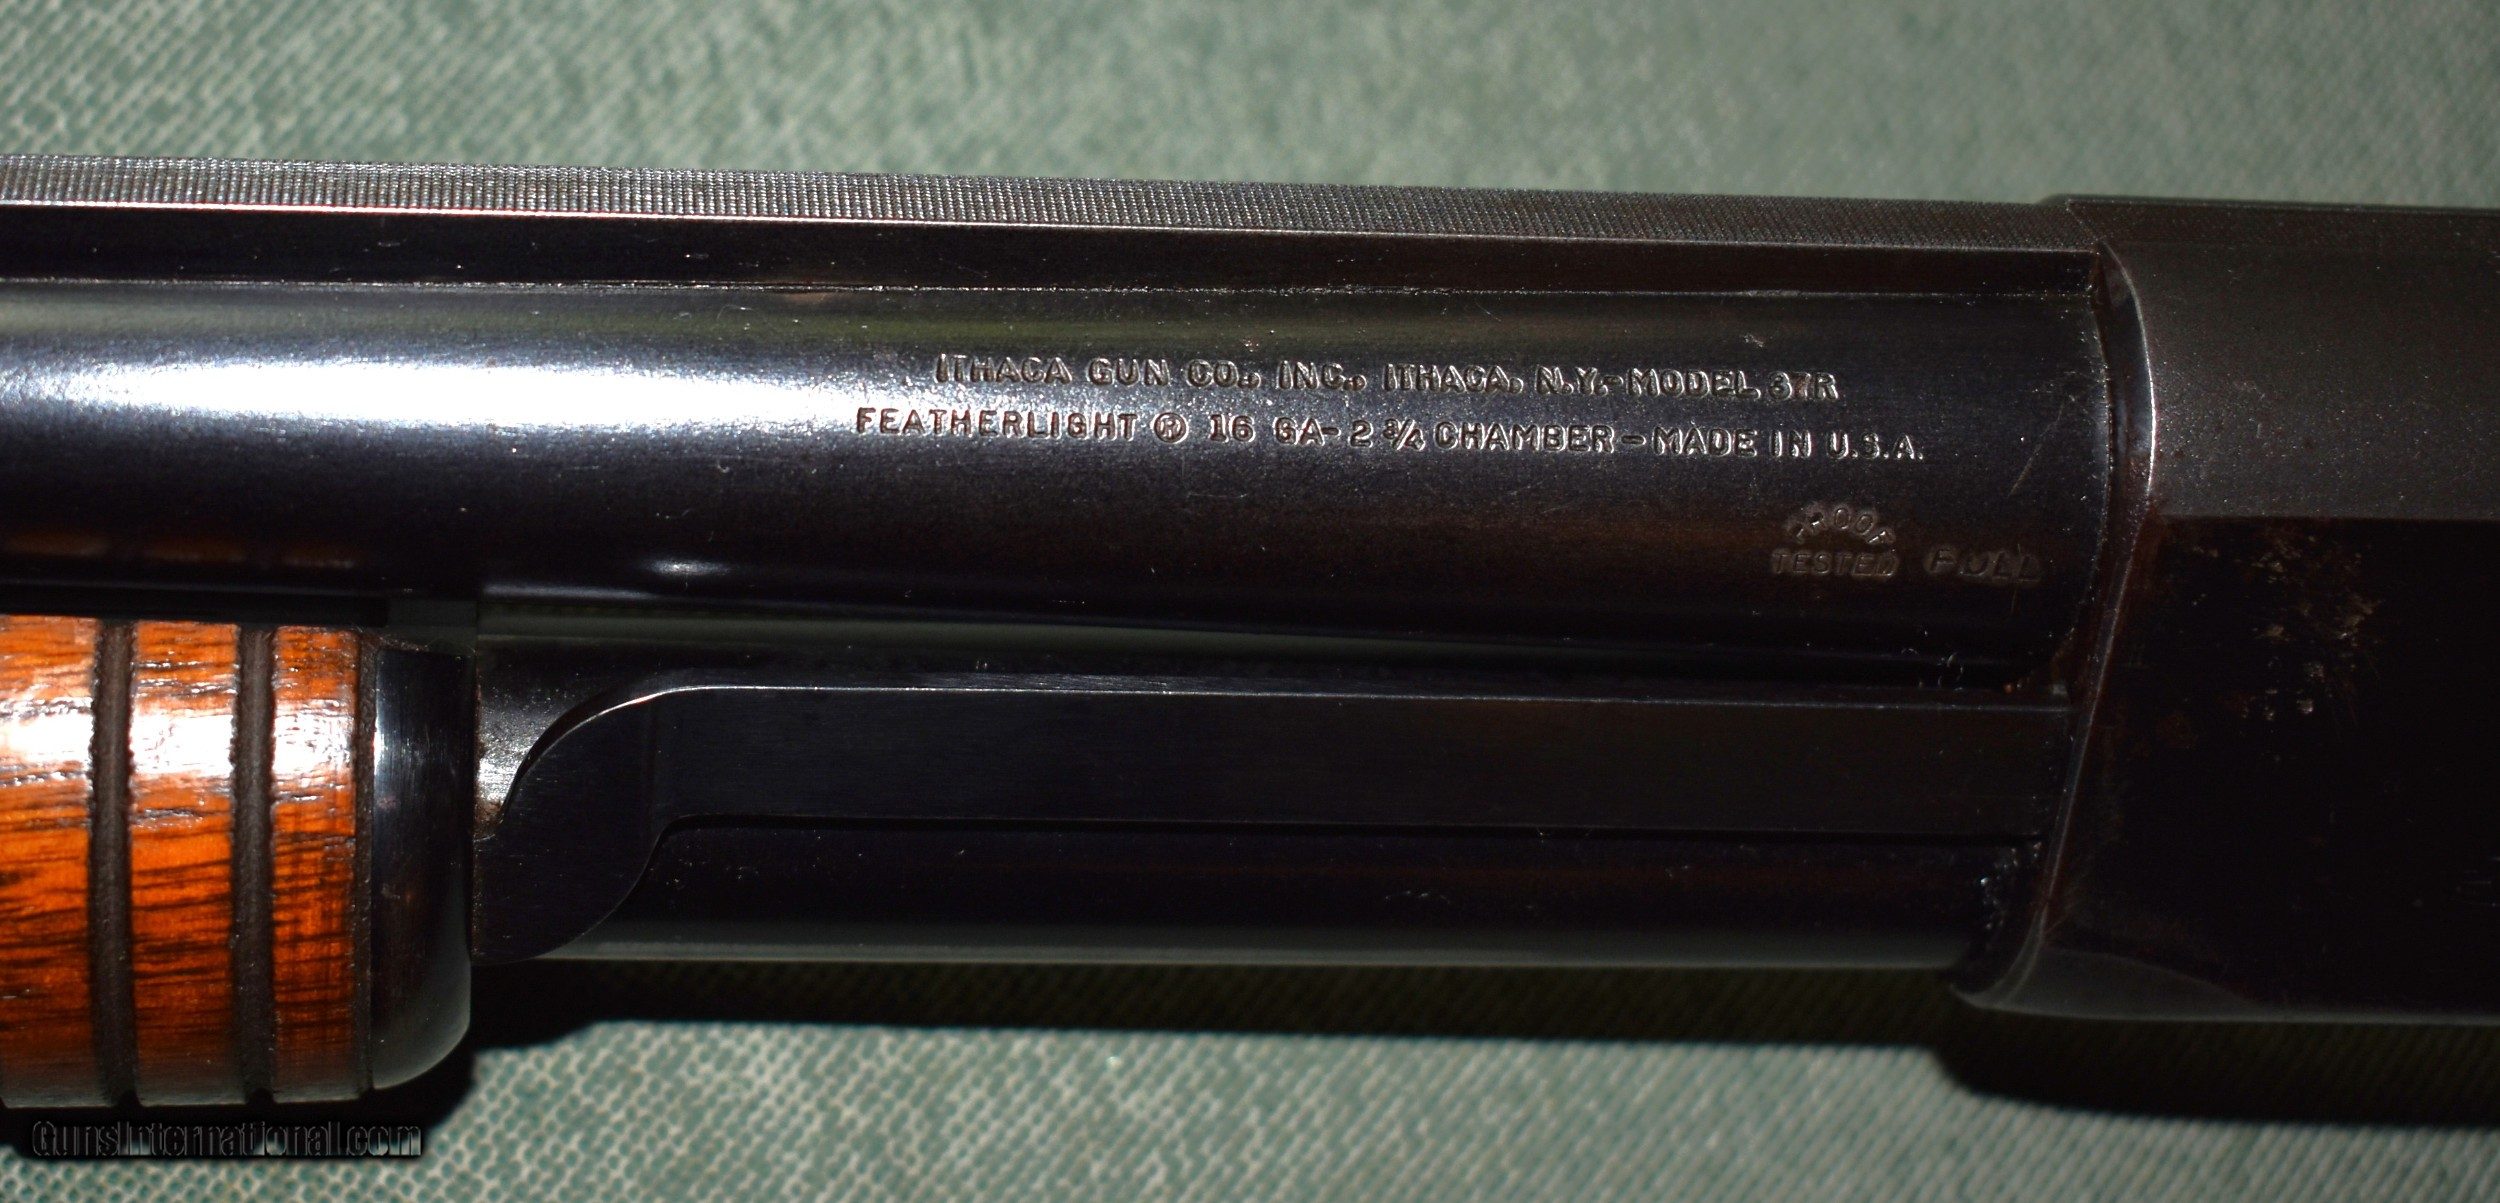 ITHACA GUN CO., INC., ITHACA, N.Y.-MODEL 37R
FEATHERLIGHT ® 16 GA-2 3/4 CHAMBER-MADE IN U.S.A.
PROOF
TESTED FULL
GunsInternational.com